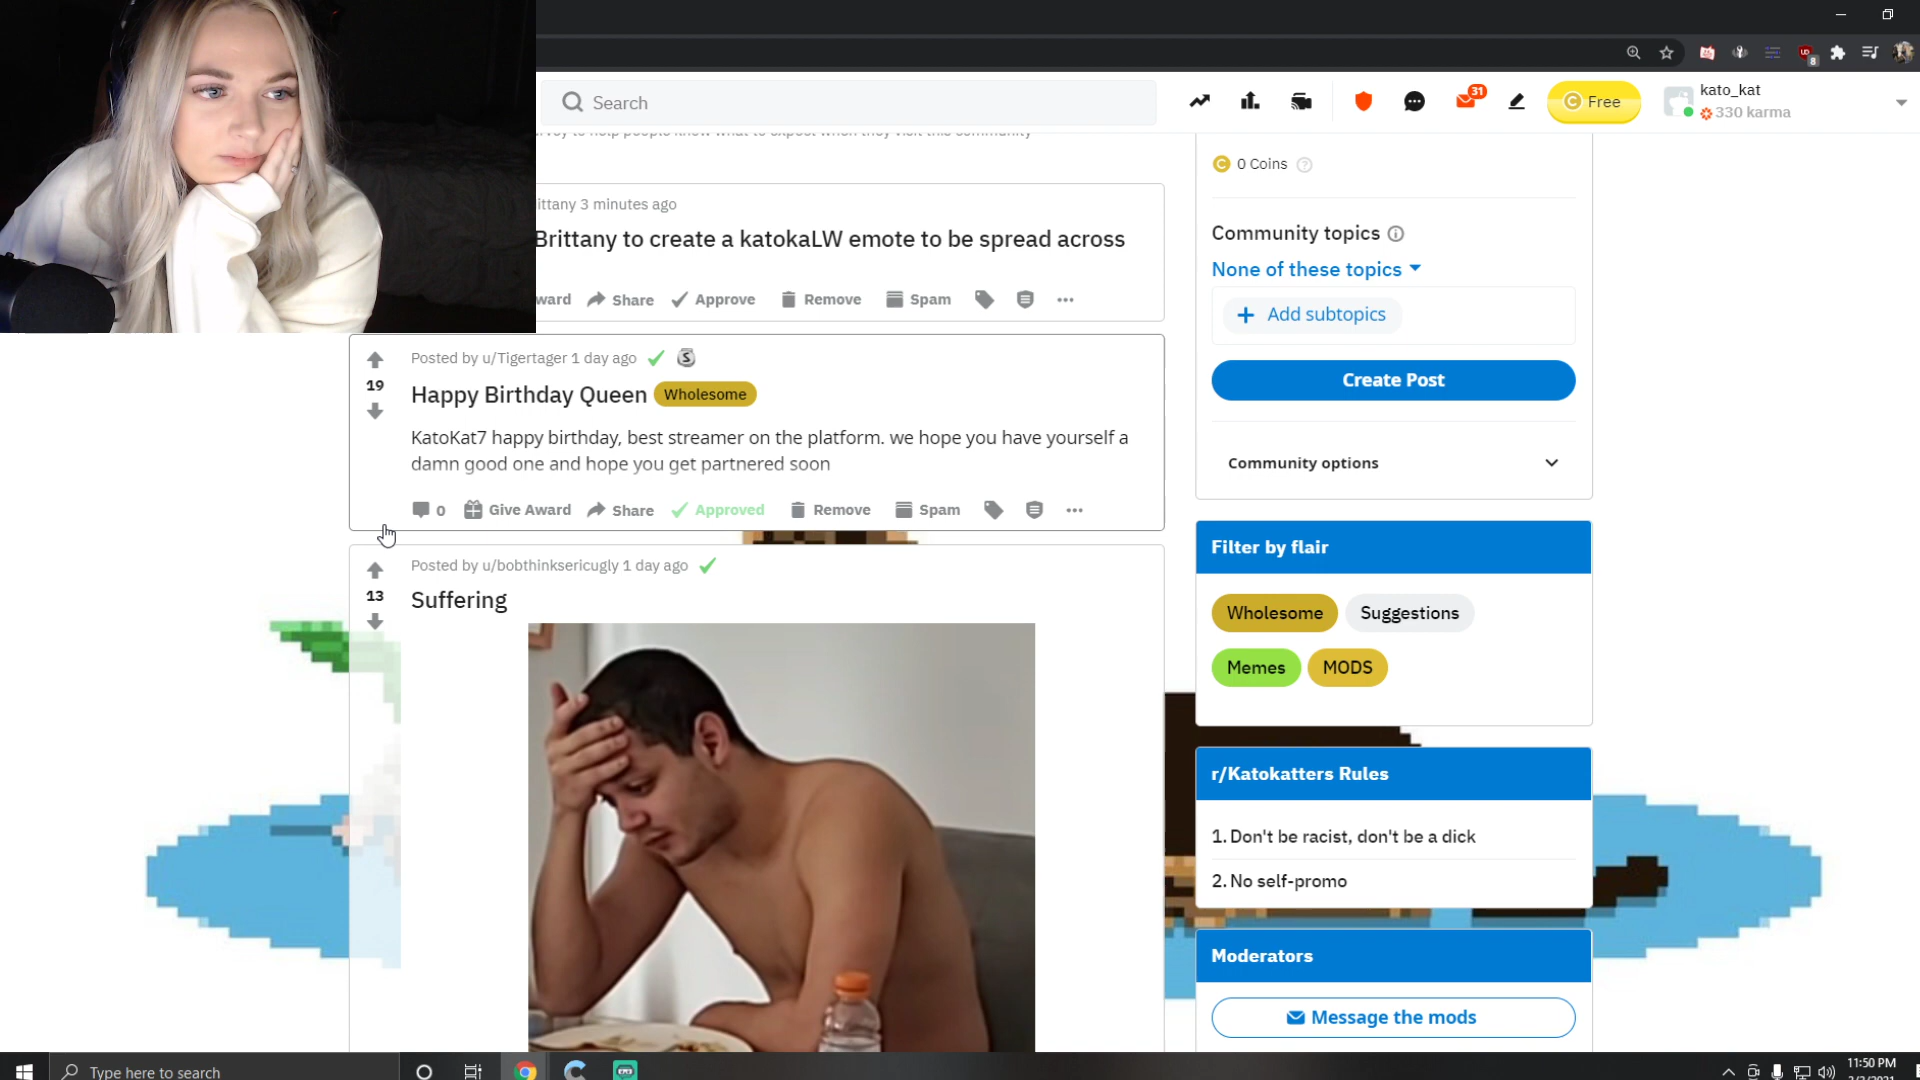 Search
31
Free
kato_kat
330 karma
0 Coins
ittany 3 minutes ago
Brittany to create a katokaLW emote to be spread across
ward Share Approve Remove Spam
Community topics
None of these topics
Add subtopics
Create Post
Community options
Posted by u/Tigertager 1 day ago
19
Happy Birthday Queen Wholesome
KatoKat7 happy birthday, best streamer on the platform. we hope you have yourself a
damn good one and hope you get partnered soon
0 Give Award Share Approved Remove Spam
Filter by flair
Wholesome Suggestions
Memes MODS
Posted by u/bobthinksericugly 1 day ago
13
Suffering
r/Katokatters Rules
1. Don't be racist, don't be a dick
2. No self-promo
Moderators
Message the mods
Type here to search
11:50 PM